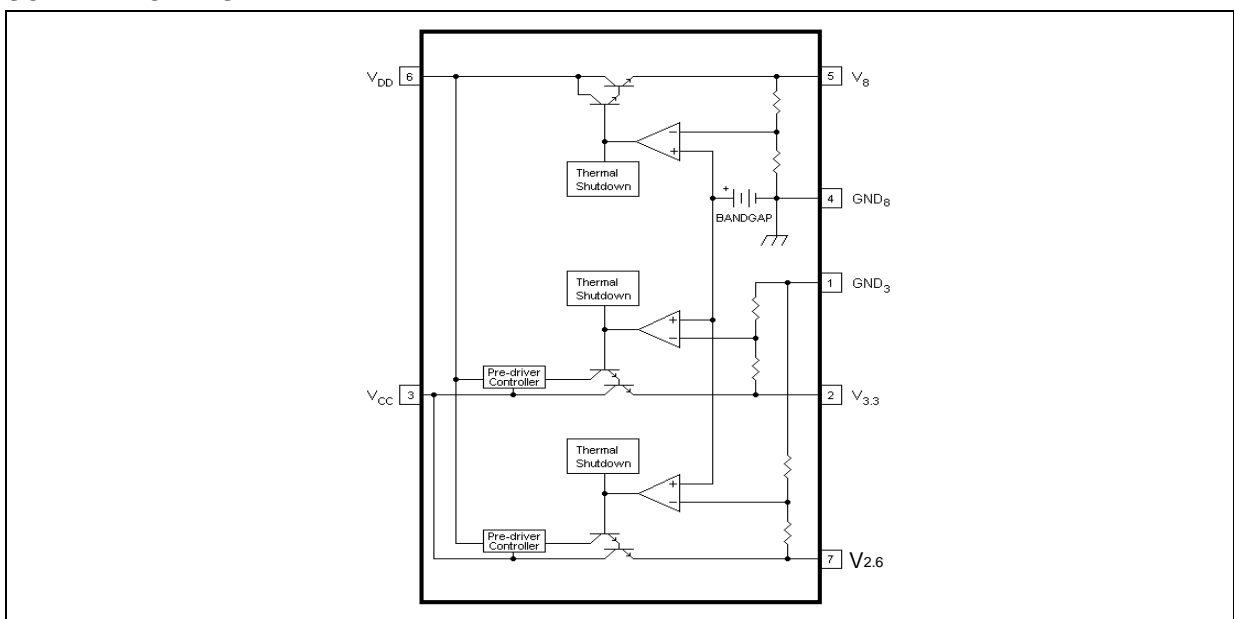 VDD 6
5 V8
- +
Thermal
Shutdown
+
BANDGAP
4 GND8
Thermal
Shutdown
1 GND3
+ -
Pre-driver
Controller
VCC 3
2 V3.3
Thermal
Shutdown
+ -
Pre-driver
Controller
7 V2.6